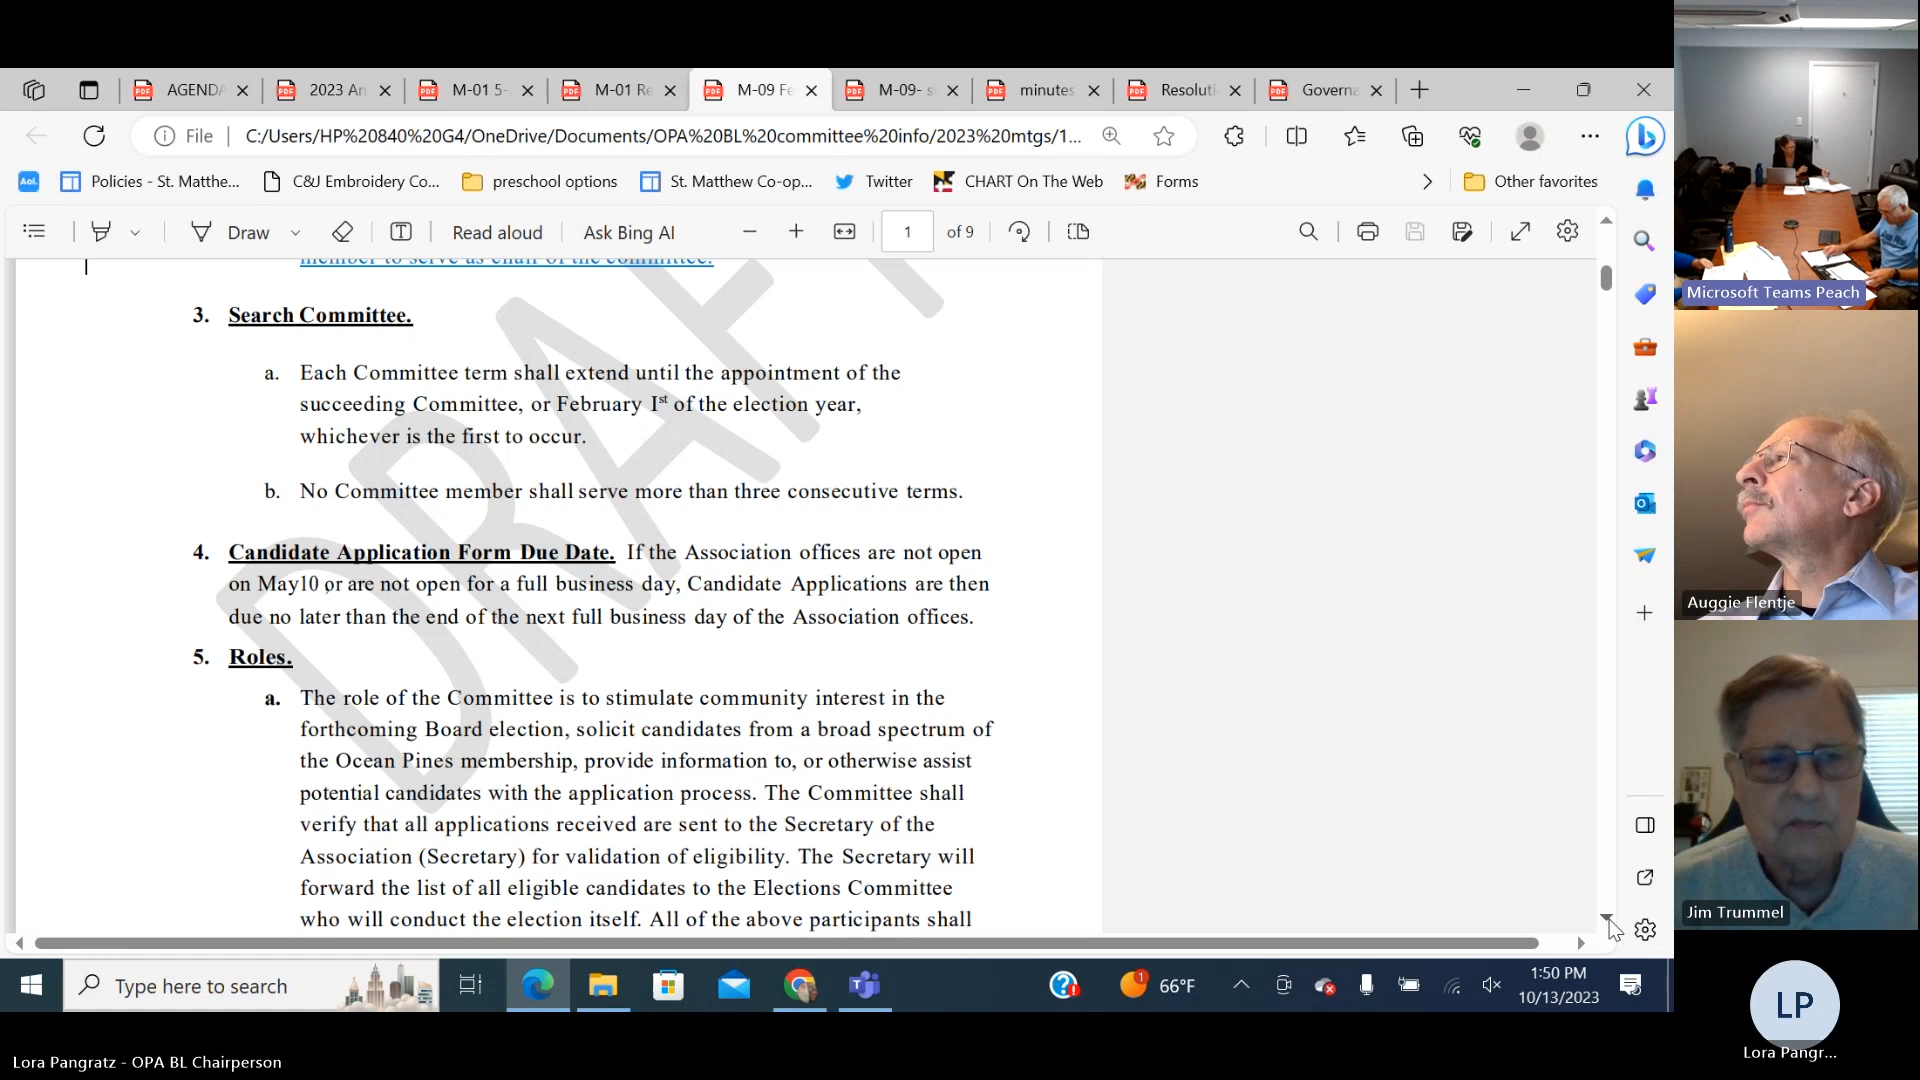 AGENDA
2023 An
M-01 5-
M-01 Re
M-09 Fe
M-09- s
minutes
Resoluti
Governa
File
C:/Users/HP%20840%20G4/OneDrive/Documents/OPA%20BL%20committee%20info/2023%20mtgs/1...
Aol.
Policies - St. Matthe...
C&J Embroidery Co...
preschool options
St. Matthew Co-op...
Twitter
CHART On The Web
Forms
Other favorites
Draw
Read aloud
Ask Bing AI
1
of 9
member to serve as chair of the committee.
3. Search Committee.
a. Each Committee term shall extend until the appointment of the
succeeding Committee, or February Ist of the election year,
whichever is the first to occur.
b. No Committee member shall serve more than three consecutive terms.
4. Candidate Application Form Due Date. If the Association offices are not open
on May10 or are not open for a full business day, Candidate Applications are then
due no later than the end of the next full business day of the Association offices.
5. Roles.
a. The role of the Committee is to stimulate community interest in the
forthcoming Board election, solicit candidates from a broad spectrum of
the Ocean Pines membership, provide information to, or otherwise assist
potential candidates with the application process. The Committee shall
verify that all applications received are sent to the Secretary of the
Association (Secretary) for validation of eligibility. The Secretary will
forward the list of all eligible candidates to the Elections Committee
who will conduct the election itself. All of the above participants shall
DRAFT
Type here to search
1
66°F
1:50 PM
10/13/2023
Microsoft Teams Peach
Auggie Flentje
Jim Trummel
LP
Lora Pangr...
Lora Pangratz - OPA BL Chairperson